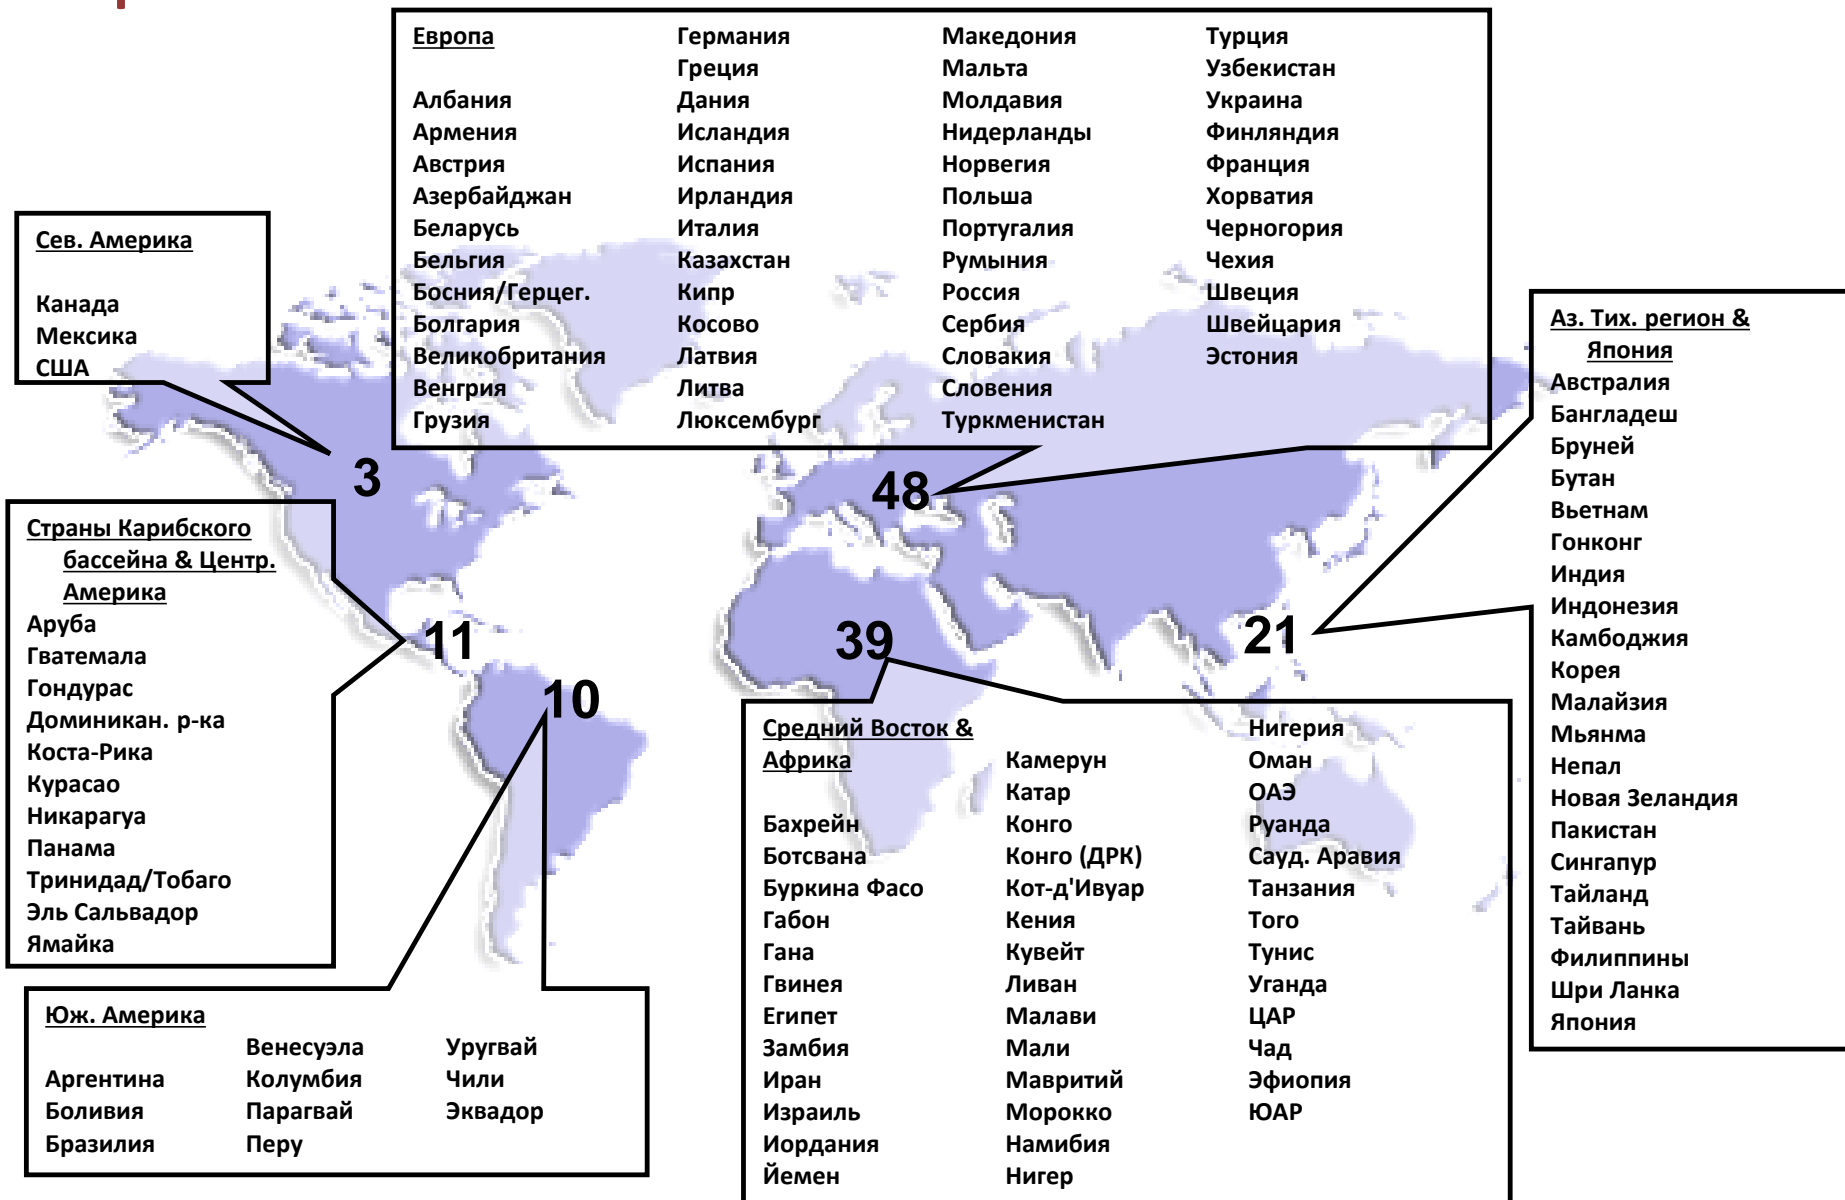 Европа
Албания
Армения
Австрия
Азербайджан
Беларусь
Бельгия
Босния/Герцег.
Болгария
Великобритания
Венгрия
Грузия
Германия
Греция
Дания
Исландия
Испания
Ирландия
Италия
Казахстан
Кипр
Косово
Латвия
Литва
Люксембург
Македония
Мальта
Молдавия
Нидерланды
Норвегия
Польша
Португалия
Румыния
Россия
Сербия
Словакия
Словения
Туркменистан
Турция
Узбекистан
Украина
Финляндия
Франция
Хорватия
Черногория
Чехия
Швеция
Швейцария
Эстония
48
Сев. Америка
Канада
Мексика
США
3
Страны Карибского
бассейна & Центр.
Америка
Аруба
Гватемала
Гондурас
Доминикан. р-ка
Коста-Рика
Курасао
Никарагуа
Панама
Тринидад/Тобаго
Эль Сальвадор
Ямайка
11
Юж. Америка
Аргентина
Боливия
Бразилия
Венесуэла
Колумбия
Парагвай
Перу
Уругвай
Чили
Эквадор
10
Средний Восток &
Африка
Бахрейн
Ботсвана
Буркина Фасо
Габон
Гана
Гвинея
Египет
Замбия
Иран
Израиль
Иордания
Йемен
Камерун
Катар
Конго
Конго (ДРК)
Кот-д'Ивуар
Кения
Кувейт
Ливан
Малави
Мали
Мавритий
Морокко
Намибия
Нигер
Нигерия
Оман
ОАЭ
Руанда
Сауд. Аравия
Танзания
Того
Тунис
Уганда
ЦАР
Чад
Эфиопия
ЮАР
39
Аз. Тих. регион &
Япония
Австралия
Бангладеш
Бруней
Бутан
Вьетнам
Гонконг
Индия
Индонезия
Камбоджия
Корея
Малайзия
Мьянма
Непал
Новая Зеландия
Пакистан
Сингапур
Тайланд
Тайвань
Филиппины
Шри Ланка
Япония
21